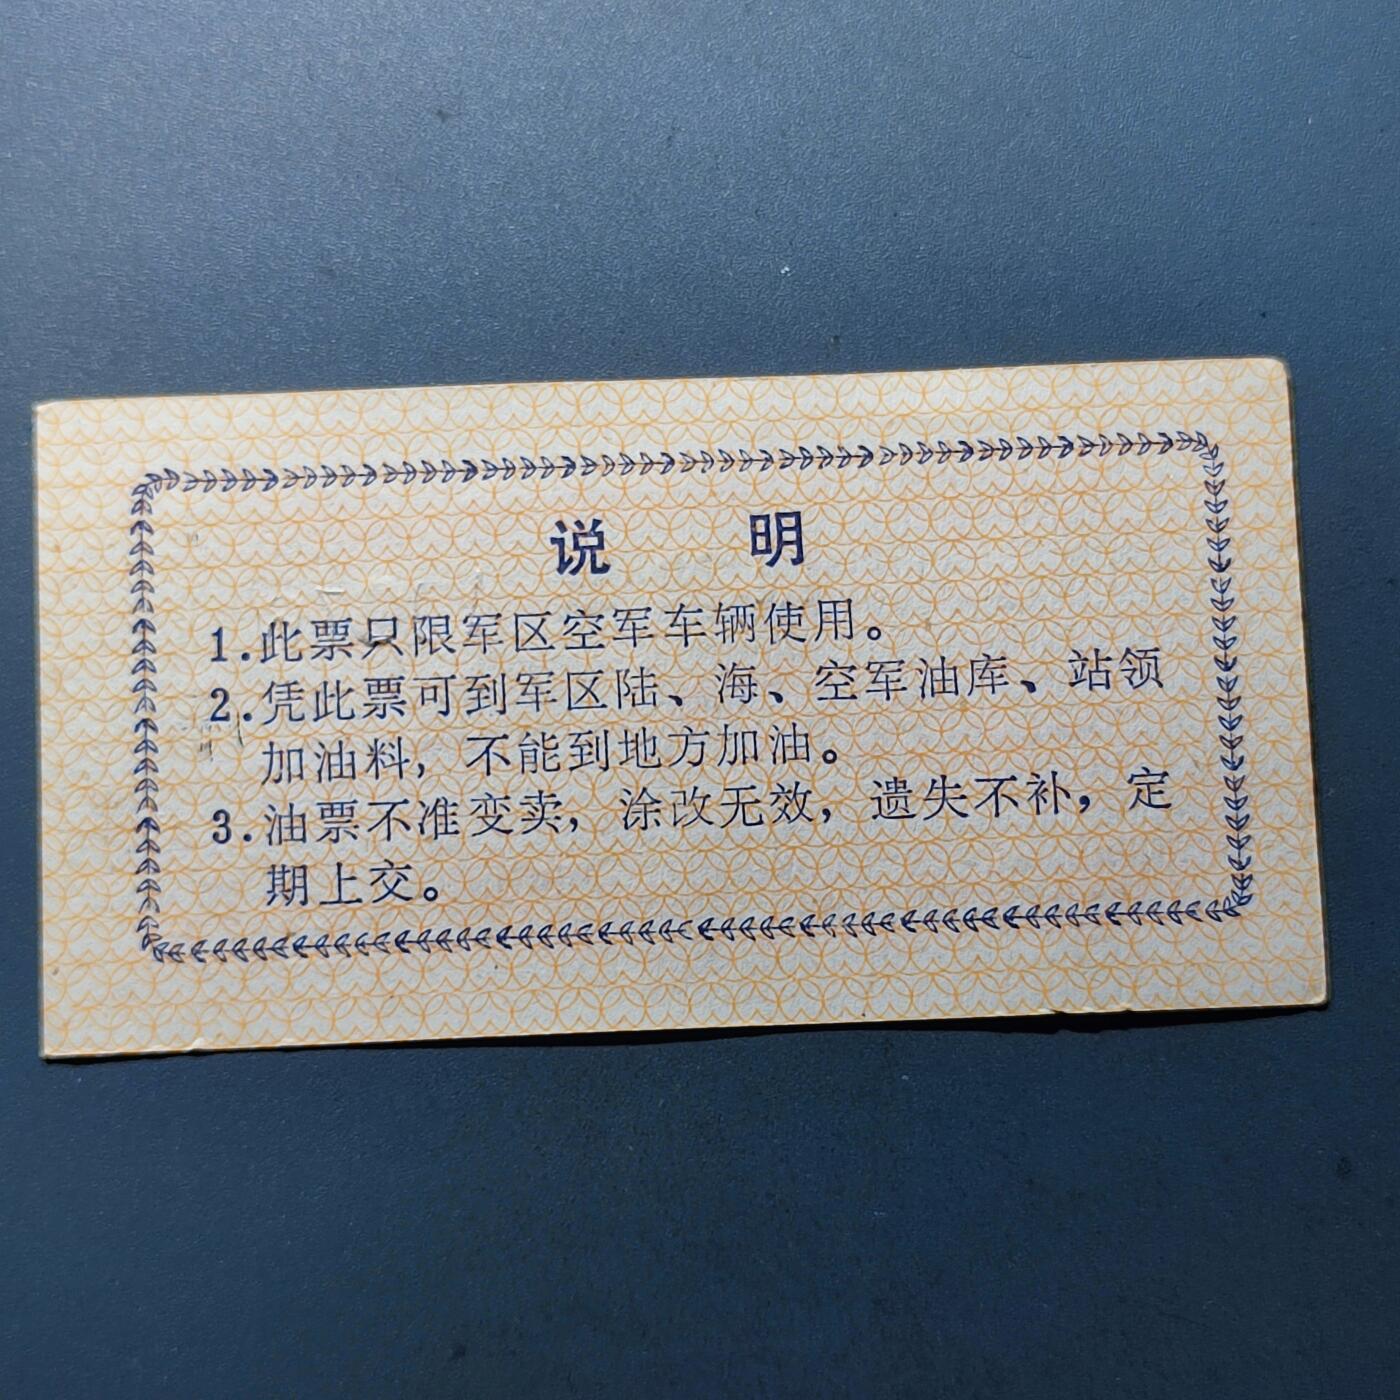 说 明
1.此票只限军区空军车辆使用。
2.凭此票可到军区陆、海、空军油库、站领
加油料，不能到地方加油。
3.油票不准变卖，涂改无效，遗失不补，定
期上交。